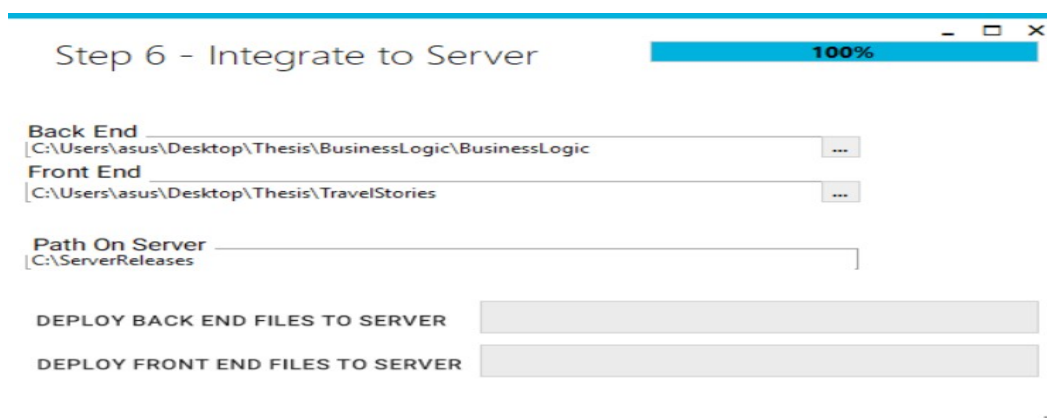 Step 6 - Integrate to Server
100%
Back End
C:\Users\asus\Desktop\Thesis\BusinessLogic\BusinessLogic
...
Front End
C:\Users\asus\Desktop\Thesis\TravelStories
...
Path On Server
C:\ServerReleases
DEPLOY BACK END FILES TO SERVER
DEPLOY FRONT END FILES TO SERVER